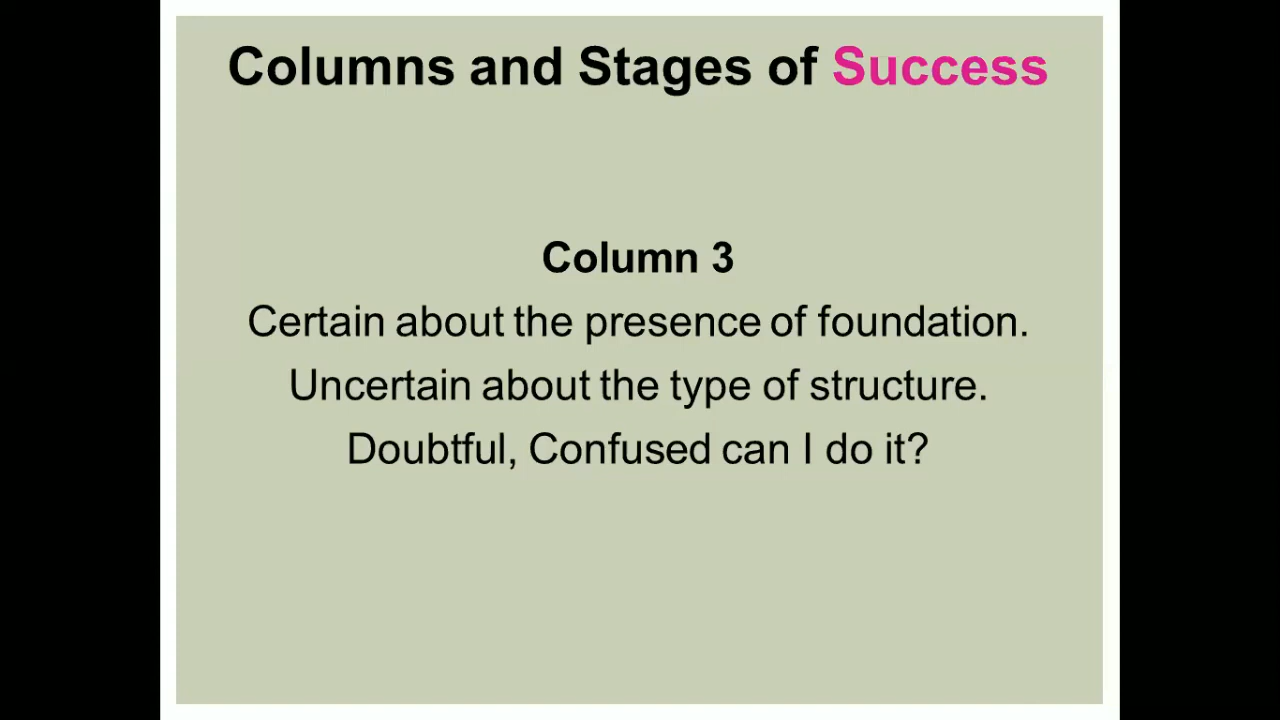 Columns and Stages of Success
Column 3
Certain about the presence of foundation.
Uncertain about the type of structure.
Doubtful, Confused can I do it?